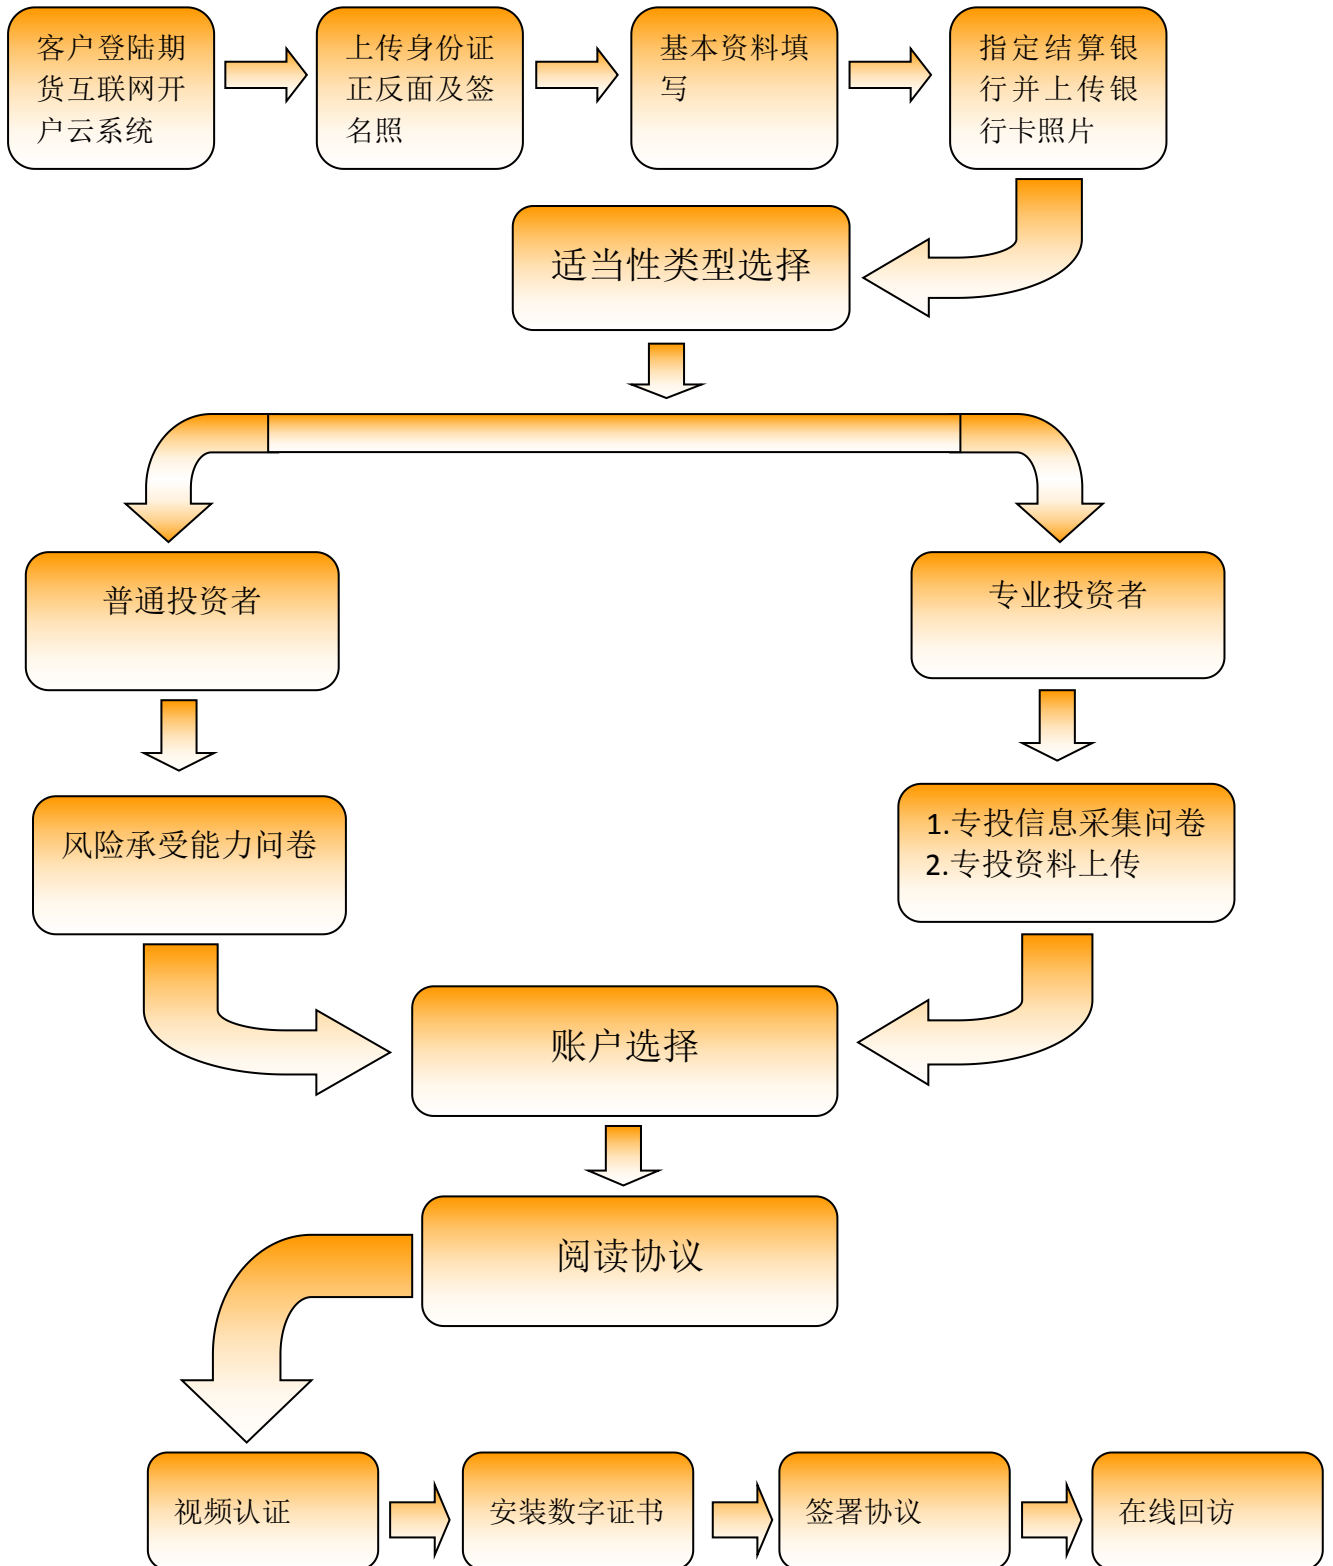 客户登陆期
货互联网开
户云系统
上传身份证
正反面及签
名照
基本资料填
写
指定结算银
行并上传银
行卡照片
适当性类型选择
普通投资者
专业投资者
风险承受能力问卷
1.专投信息采集问卷
2.专投资料上传
账户选择
阅读协议
视频认证
安装数字证书
签署协议
在线回访